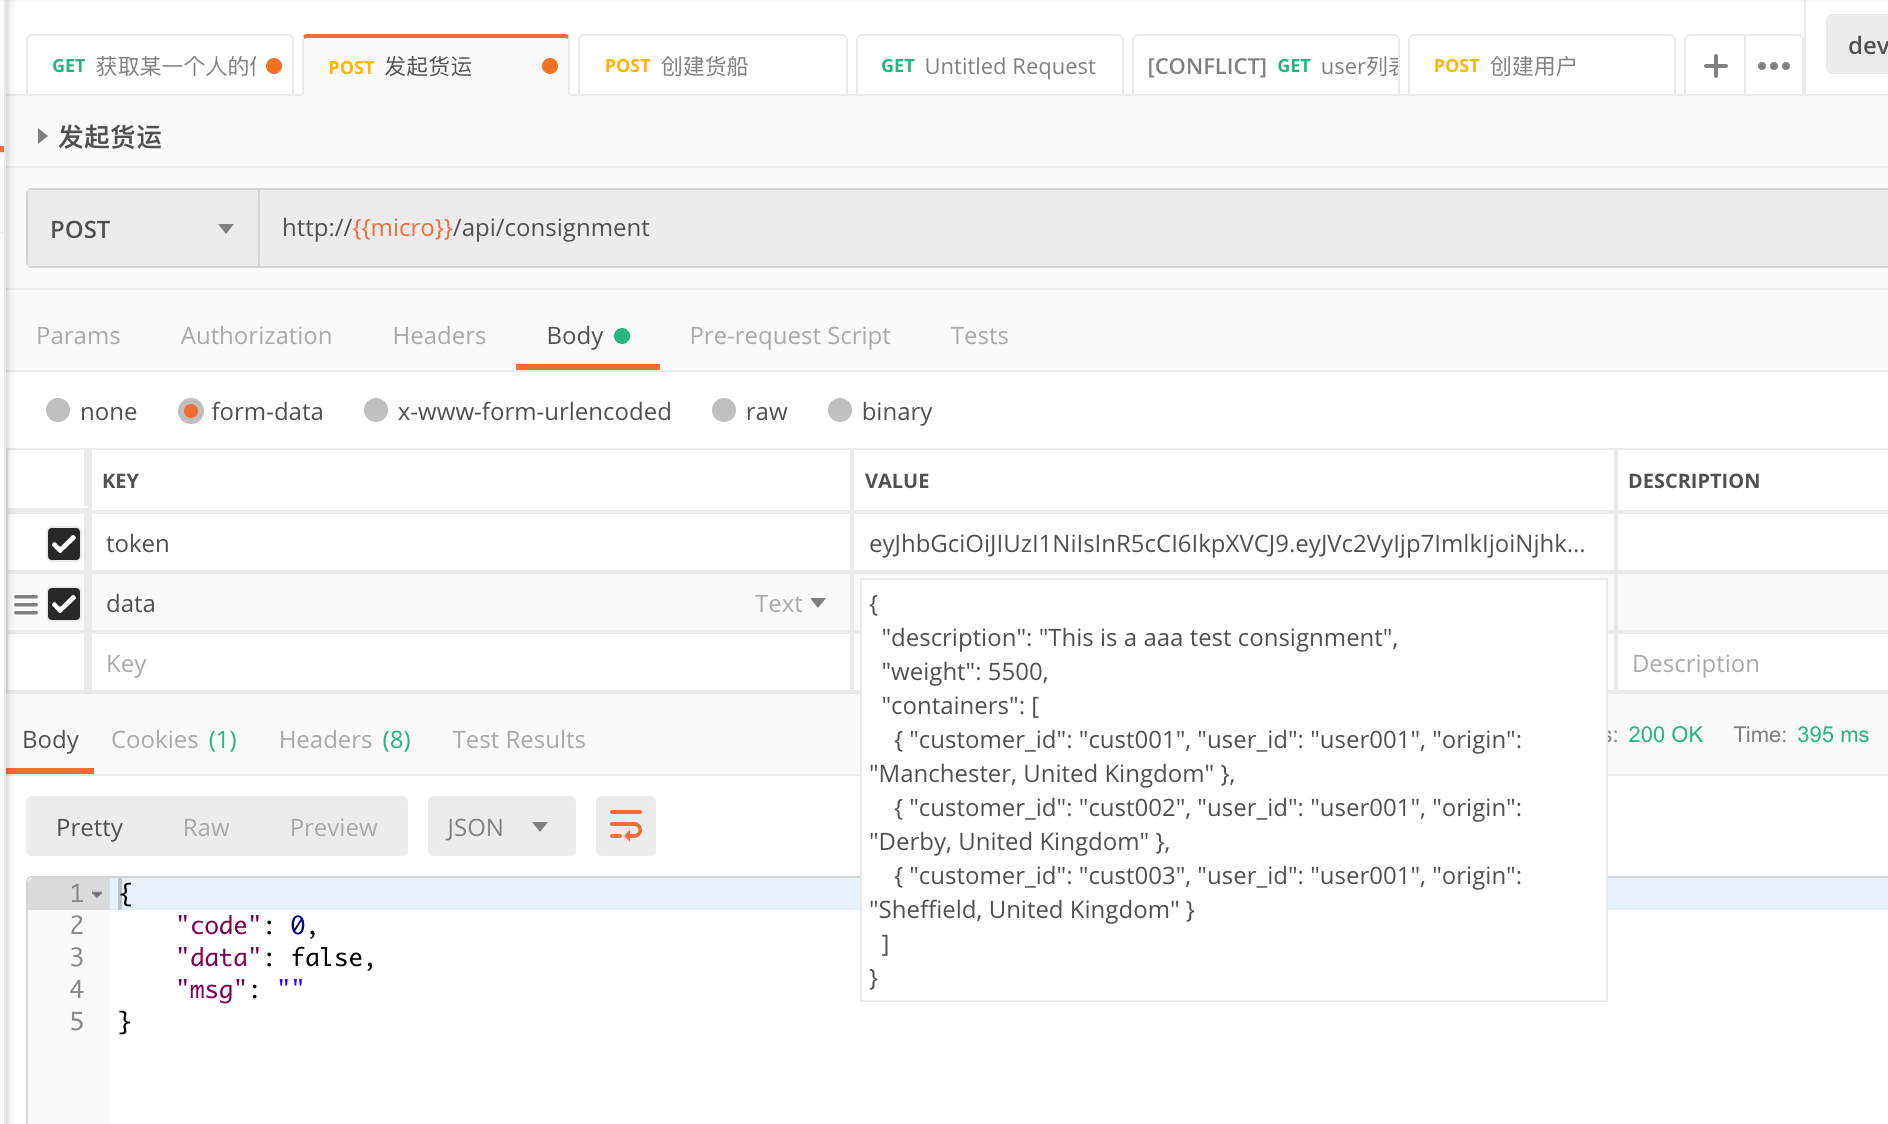 GET 获取某一个人的
POST 发起货运
POST 创建货船
GET Untitled Request
[CONFLICT] GET user列
POST 创建用户
dev
发起货运
POST
http://{{micro}}/api/consignment
Params Authorization Headers Body Pre-request Script Tests
none form-data x-www-form-urlencoded raw binary
KEY VALUE DESCRIPTION
token eyJhbGciOiJIUzI1NiIsInR5cCI6IkpXVCJ9.eyJVc2VyIjp7ImlkIjoiNjhk...
data Text
{
"description": "This is a aaa test consignment",
"weight": 5500,
"containers": [
{ "customer_id": "cust001", "user_id": "user001", "origin":
"Manchester, United Kingdom" },
{ "customer_id": "cust002", "user_id": "user001", "origin":
"Derby, United Kingdom" },
{ "customer_id": "cust003", "user_id": "user001", "origin":
"Sheffield, United Kingdom" }
]
}
Key Description
Body Cookies (1) Headers (8) Test Results
s: 200 OK Time: 395 ms
Pretty Raw Preview JSON
1 {
2 "code": 0,
3 "data": false,
4 "msg": ""
5 }